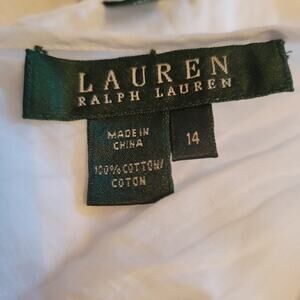 LAUREN
RALPH LAUREN
MADE IN
CHINA
14
100% COTTON/
COTON